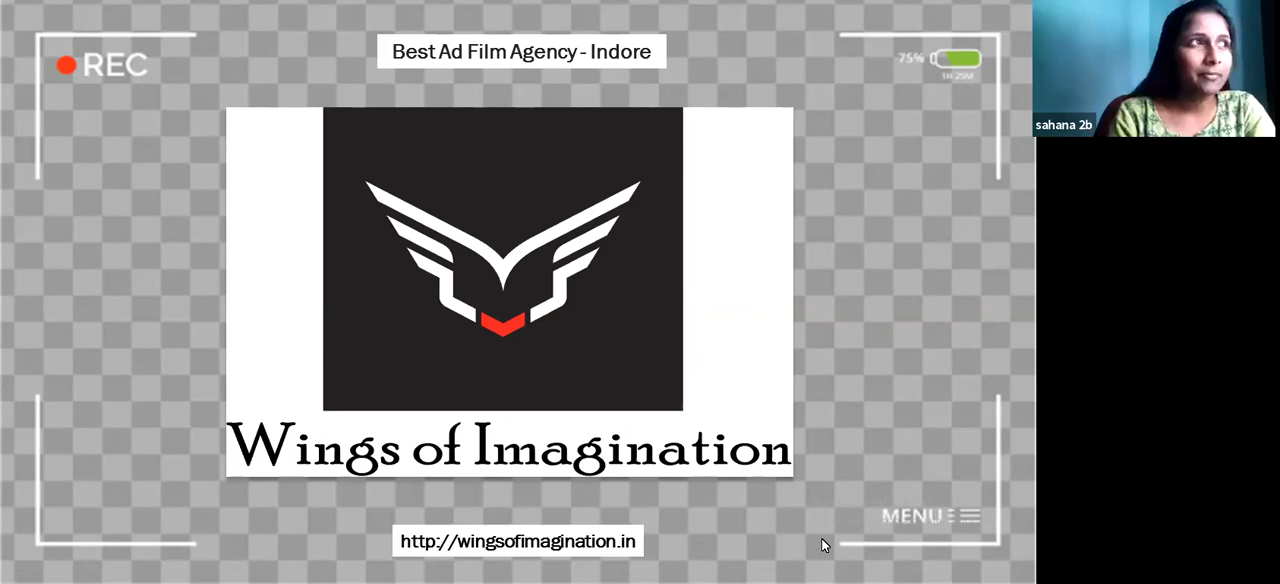 REC
Best Ad Film Agency - Indore
75%
1H 25M
sahana 2b
Wings of Imagination
MENU
http://wingsofimagination.in